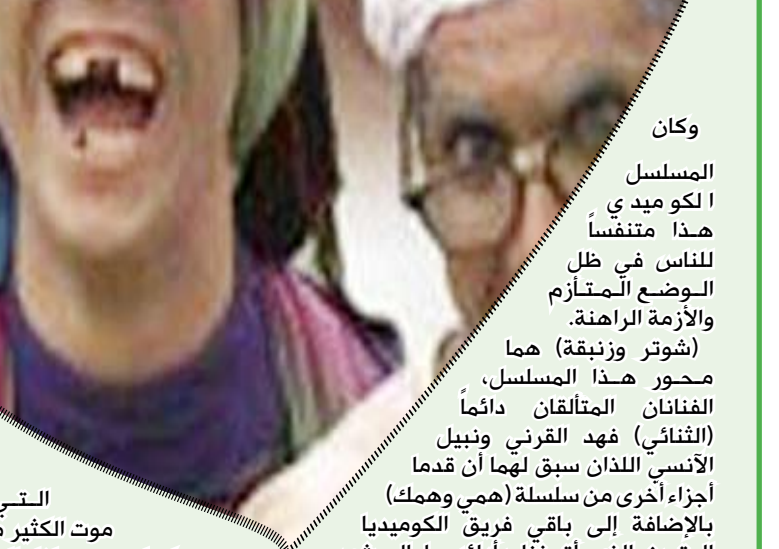 وكان
المسلسل
ا لكو ميد ي
هـذا متنفساً
للناس في ظل
الـوضـع الـمـتـأزم
والأزمة الراهنة.
(شوتر وزنبقة) هما
مـحـور هـذا المسلسل،
الفنانان المتألقان دائماً
(الثنائي) فهد القرني ونبيل
الآنسي اللذان سبق لهما أن قدما
أجزاء أخرى من سلسلة (همي وهمك)
بالإضافة إلى باقي فريق الكوميديا
الـتـي
موت الكثير